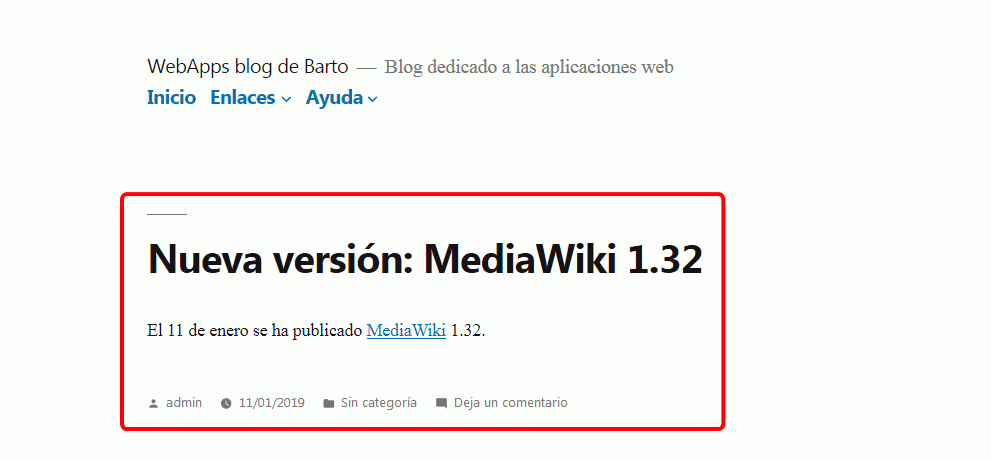 WebApps blog de Barto — Blog dedicado a las aplicaciones web
Inicio Enlaces Ayuda
Nueva versión: MediaWiki 1.32
El 11 de enero se ha publicado MediaWiki 1.32.
admin 11/01/2019 Sin categoría Deja un comentario